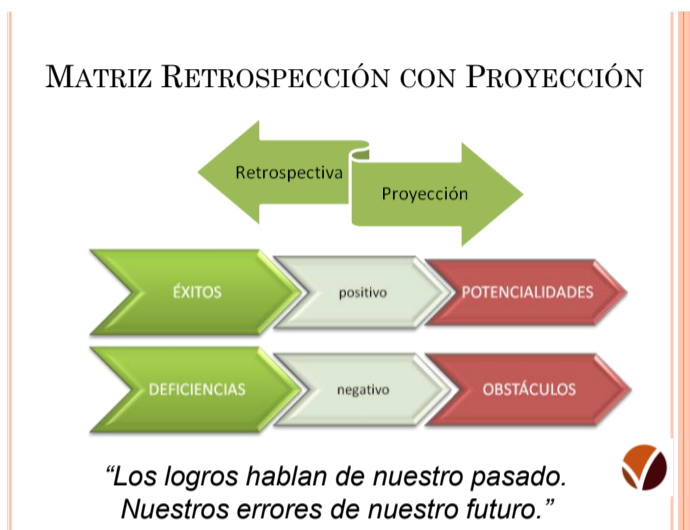 MATRIZ RETROSPECCIÓN CON PROYECCIÓN
Retrospectiva
Proyección
ÉXITOS positivo POTENCIALIDADES
DEFICIENCIAS negativo OBSTÁCULOS
“Los logros hablan de nuestro pasado.
Nuestros errores de nuestro futuro.”